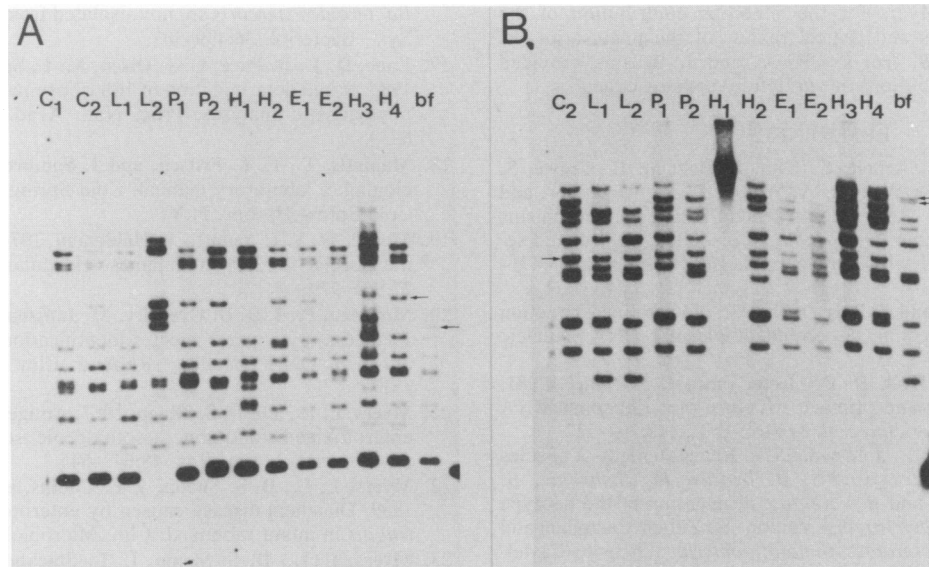 A
C1 C2 L1 L2 P1 P2 H1 H2 E1 E2 H3 H4 bf
B
C2 L1 L2 P1 P2 H1 H2 E1 E2 H3 H4 bf